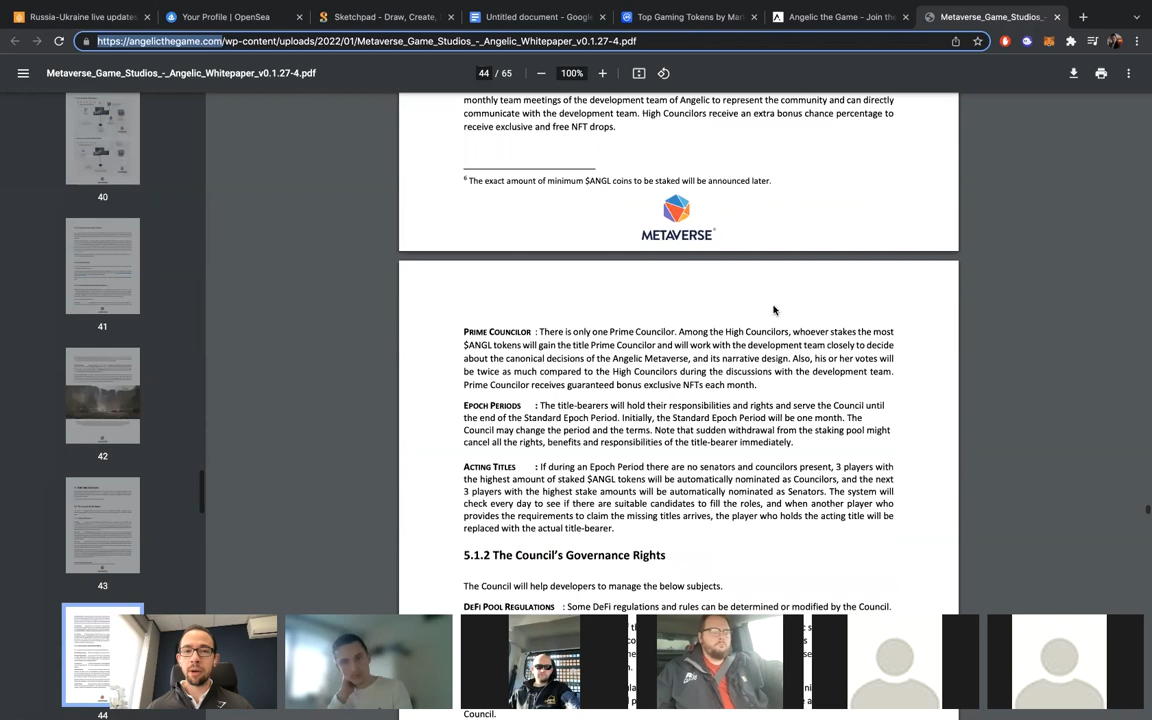 Russia-Ukraine live updates
Your Profile | OpenSea
Sketchpad - Draw, Create,
Untitled document - Google
Top Gaming Tokens by Mar
Angelic the Game - Join the
Metaverse_Game_Studios_-
https://angelicthegame.com/wp-content/uploads/2022/01/Metaverse_Game_Studios_-_Angelic_Whitepaper_v0.1.27-4.pdf
Metaverse_Game_Studios_-_Angelic_Whitepaper_v0.1.27-4.pdf
44 / 65
100%
40
41
42
43
44
monthly team meetings of the development team of Angelic to represent the community and can directly
communicate with the development team. High Councilors receive an extra bonus chance percentage to
receive exclusive and free NFT drops.
6 The exact amount of minimum $ANGL coins to be staked will be announced later.
METAVERSE
PRIME COUNCILOR : There is only one Prime Councilor. Among the High Councilors, whoever stakes the most
$ANGL tokens will gain the title Prime Councilor and will work with the development team closely to decide
about the canonical decisions of the Angelic Metaverse, and its narrative design. Also, his or her votes will
be twice as much compared to the High Councilors during the discussions with the development team.
Prime Councilor receives guaranteed bonus exclusive NFTs each month.
EPOCH PERIODS : The title-bearers will hold their responsibilities and rights and serve the Council until
the end of the Standard Epoch Period. Initially, the Standard Epoch Period will be one month. The
Council may change the period and the terms. Note that sudden withdrawal from the staking pool might
cancel all the rights, benefits and responsibilities of the title-bearer immediately.
ACTING TITLES : If during an Epoch Period there are no senators and councilors present, 3 players with
the highest amount of staked $ANGL tokens will be automatically nominated as Councilors, and the next
3 players with the highest stake amounts will be automatically nominated as Senators. The system will
check every day to see if there are suitable candidates to fill the roles, and when another player who
provides the requirements to claim the missing titles arrives, the player who holds the acting title will be
replaced with the actual title-bearer.
5.1.2 The Council's Governance Rights
The Council will help developers to manage the below subjects.
DEFI POOL REGULATIONS : Some DeFi regulations and rules can be determined or modified by the Council.
Council.